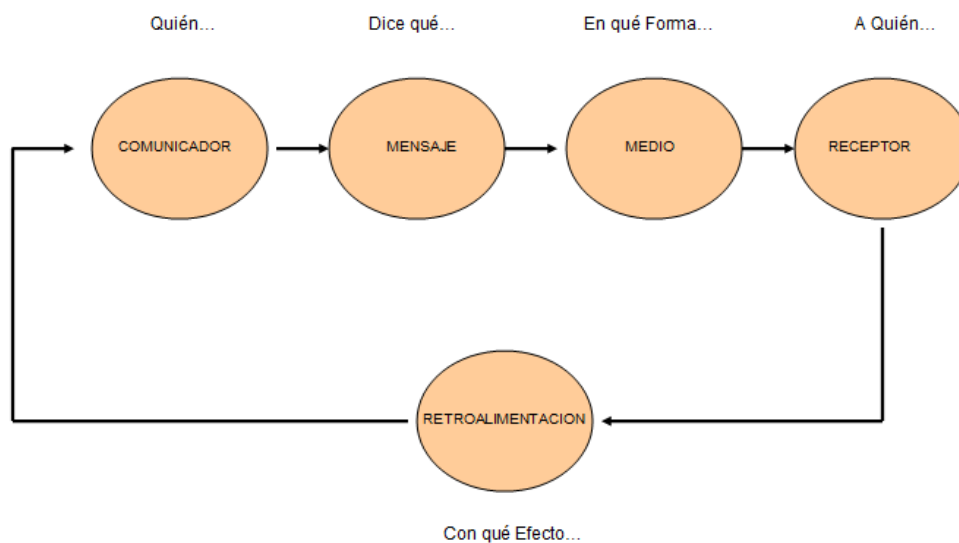 Quién...
Dice qué...
En qué Forma...
A Quién...
COMUNICADOR
MENSAJE
MEDIO
RECEPTOR
RETROALIMENTACION
Con qué Efecto...